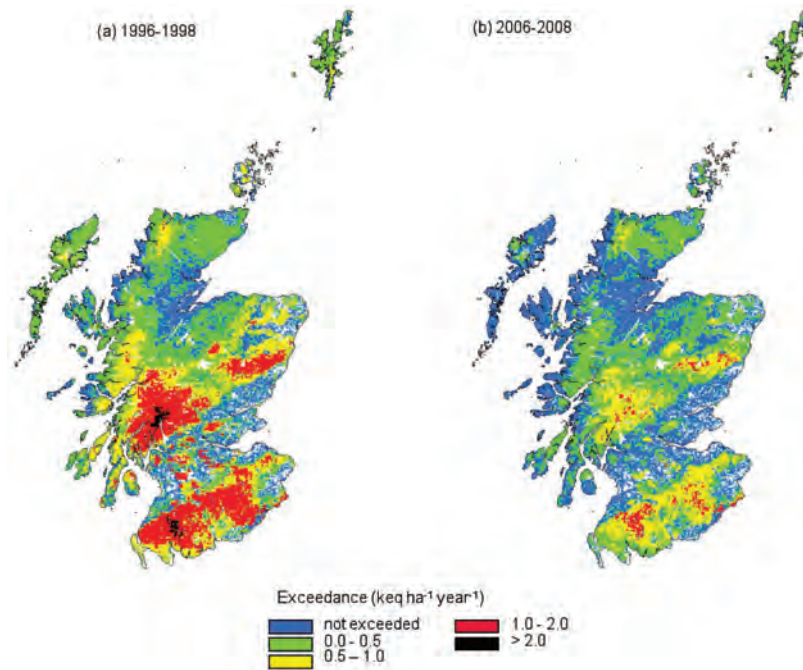 (a) 1996-1998
(b) 2006-2008
Exceedance (keq ha⁻¹ year⁻¹)
not exceeded
0.0 - 0.5
0.5 – 1.0
1.0 - 2.0
> 2.0